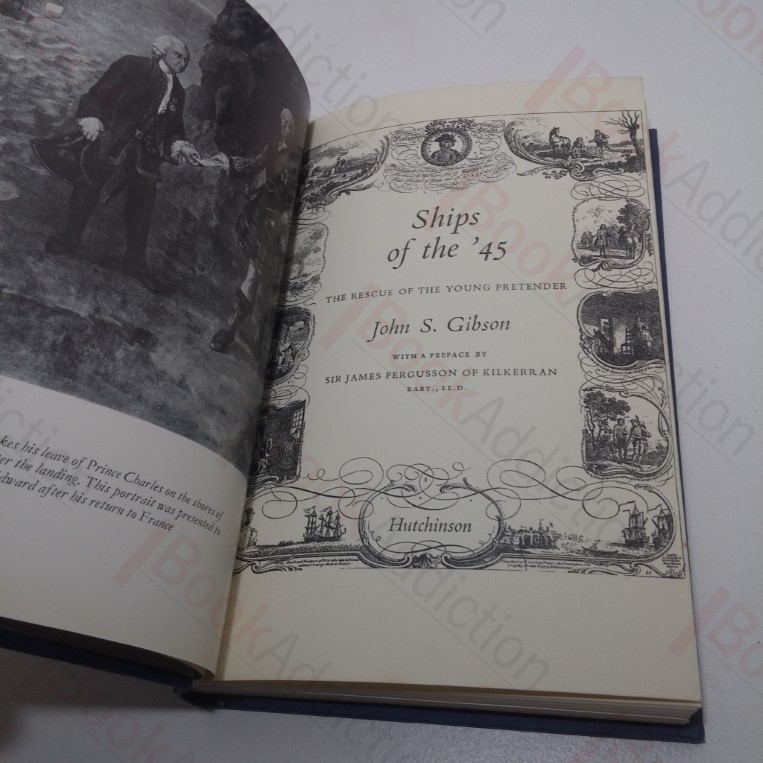 kes his leave of Prince Charles on the shores of
er the landing. This portrait was presented to
dward after his return to France
Ships
of the '45
THE RESCUE OF THE YOUNG PRETENDER
John S. Gibson
WITH A PREFACE BY
SIR JAMES FERGUSSON OF KILKERRAN
BART., LL.D.
Hutchinson
BookAddiction